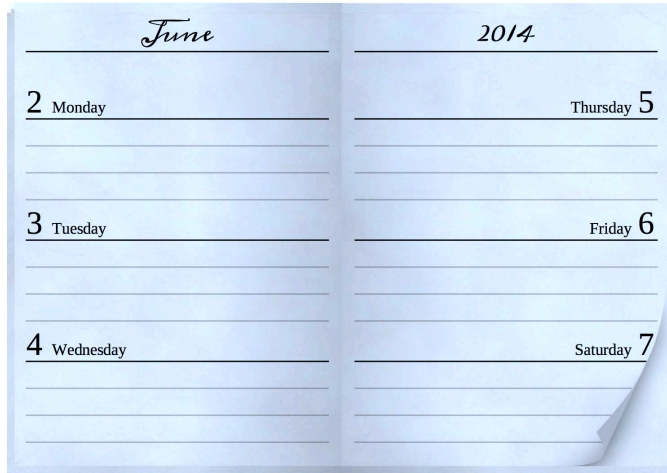 June
2 Monday
3 Tuesday
4 Wednesday
2014
Thursday 5
Friday 6
Saturday 7